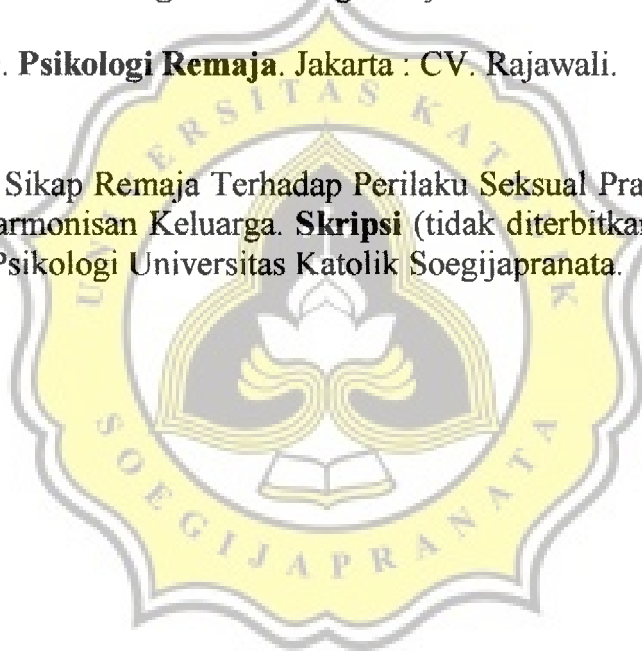 . Psikologi Remaja. Jakarta : CV. Rajawali.
Sikap Remaja Terhadap Perilaku Seksual Pra
armonisan Keluarga. Skripsi (tidak diterbitkan
Psikologi Universitas Katolik Soegijapranata.
UNIVERSITAS KATOLIK
SOEGIJAPRANATA